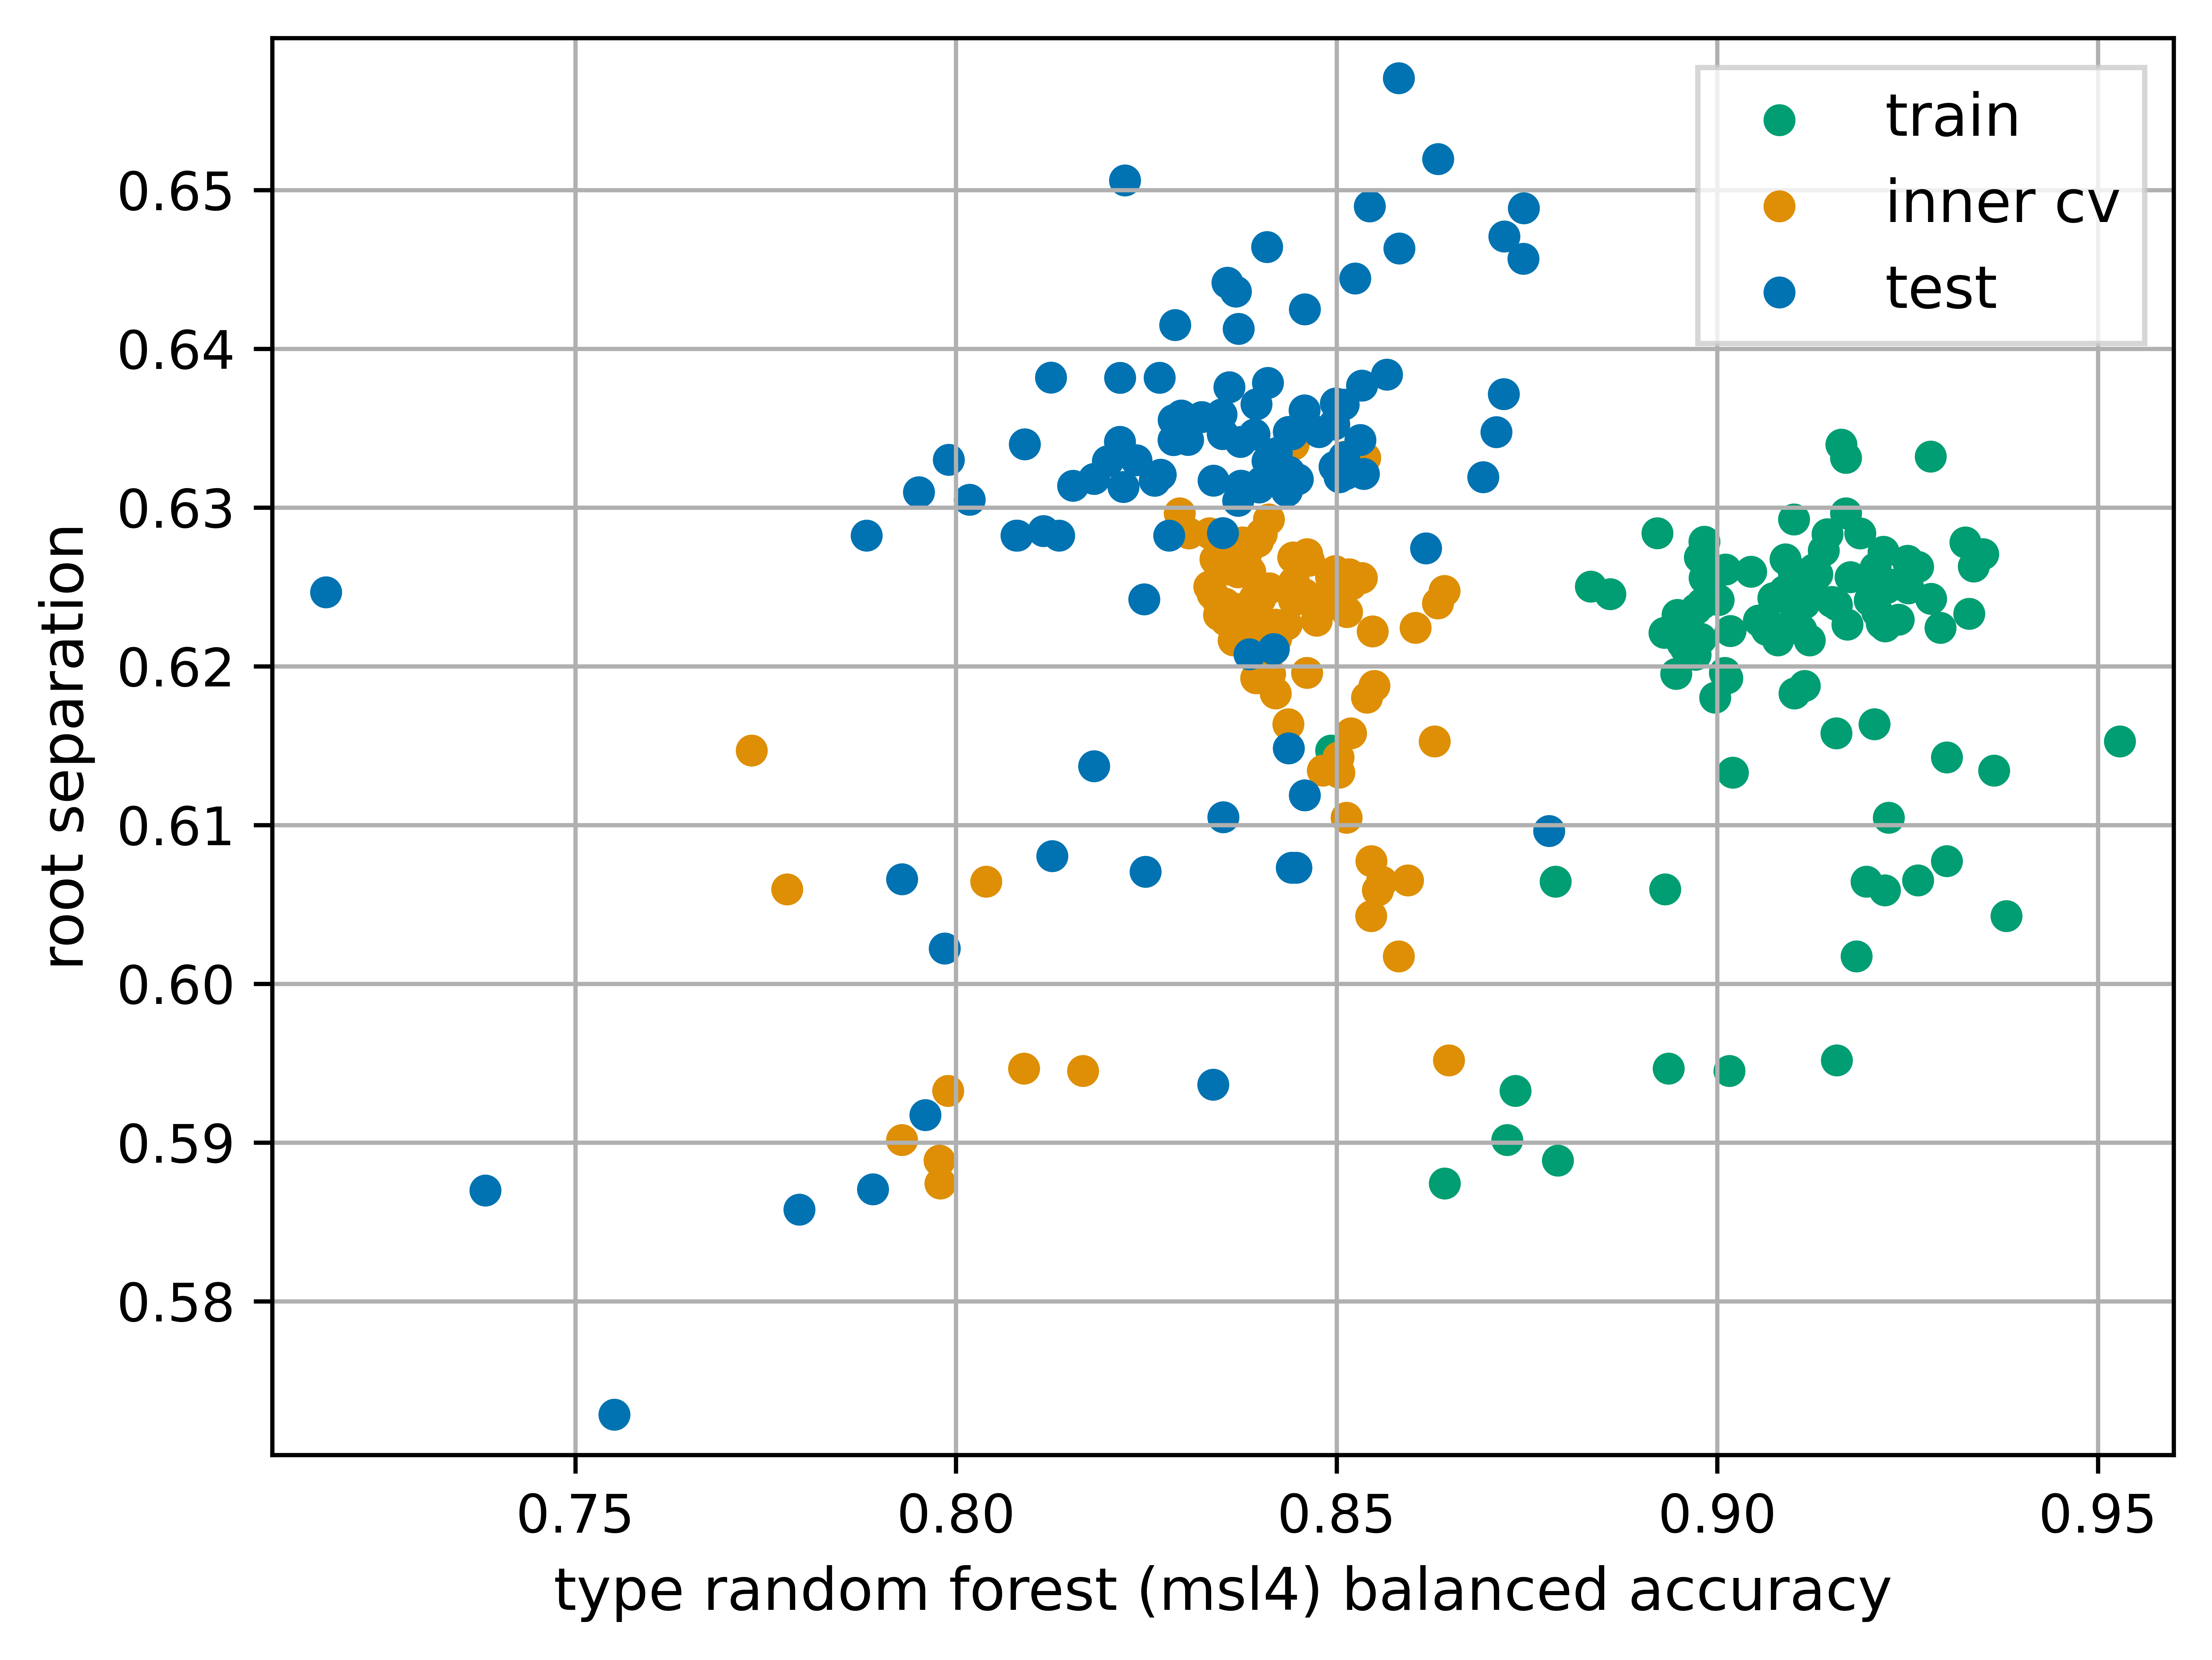 train
inner cv
test
0.65
0.64
0.63
0.62
0.61
0.60
0.59
0.58
root separation
0.75 0.80 0.85 0.90 0.95
type random forest (msl4) balanced accuracy